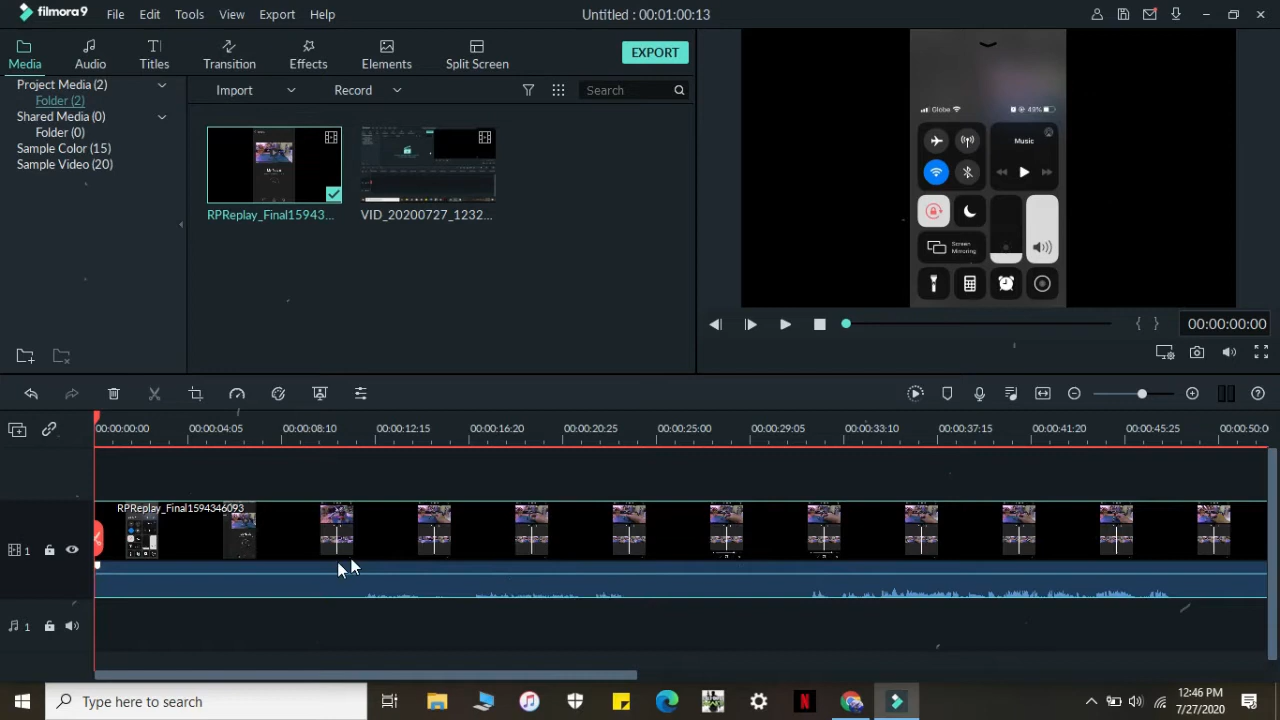 filmora9 File Edit Tools View Export Help Untitled : 00:01:00:13
Media Audio Titles Transition Effects Elements Split Screen EXPORT
Project Media (2)
Folder (2)
Shared Media (0)
Folder (0)
Sample Color (15)
Sample Video (20)
Import Record Search
RPReplay_Final15943... VID_20200727_1232...
Globe 49%
Music
Screen
Mirroring
00:00:00:00
00:00:00:00 00:00:04:05 00:00:08:10 00:00:12:15 00:00:16:20 00:00:20:25 00:00:25:00 00:00:29:05 00:00:33:10 00:00:37:15 00:00:41:20 00:00:45:25 00:00:50:0
RPReplay_Final1594346093
1
1
Type here to search
12:46 PM
7/27/2020